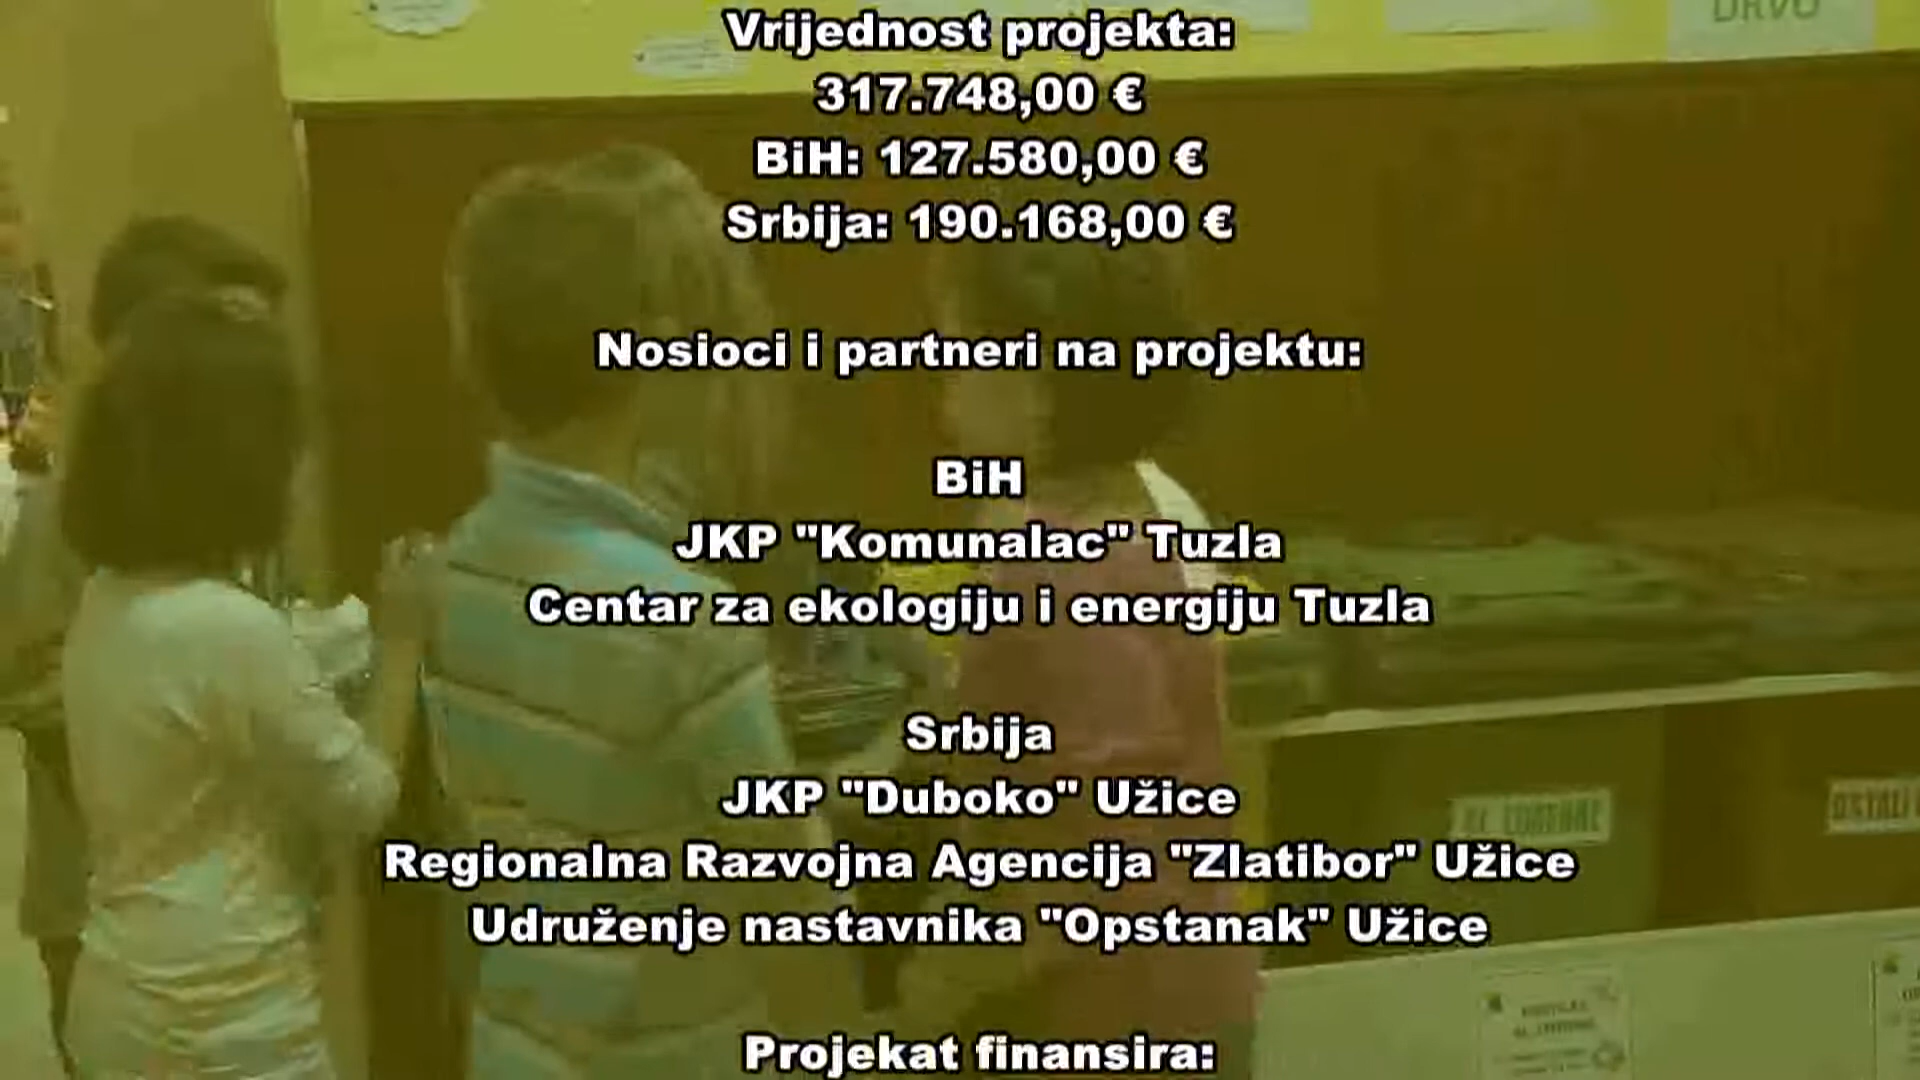 DRVO
Vrijednost projekta:
317.748,00 €
BiH: 127.580,00 €
Srbija: 190.168,00 €
Nosioci i partneri na projektu:
BiH
JKP "Komunalac" Tuzla
Centar za ekologiju i energiju Tuzla
Srbija
JKP "Duboko" Užice
Regionalna Razvojna Agencija "Zlatibor" Užice
Udruženje nastavnika "Opstanak" Užice
Projekat finansira:
OSTALI